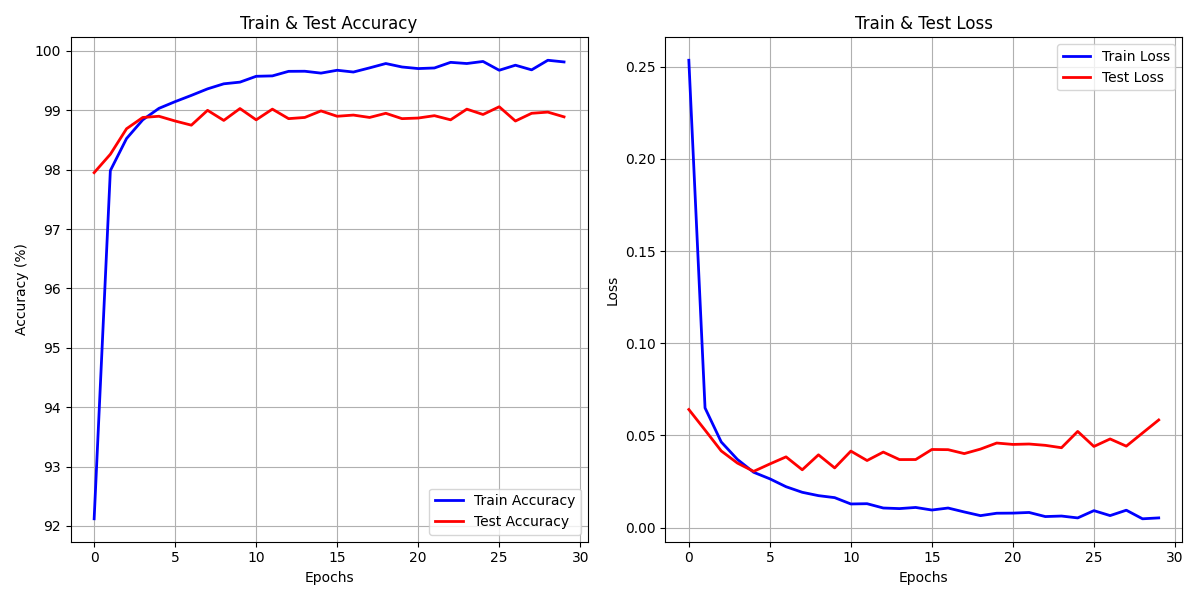 Train & Test Accuracy
Accuracy (%)
100
99
98
97
96
95
94
93
92
0 5 10 15 20 25 30
Epochs
Train Accuracy
Test Accuracy
Train & Test Loss
Loss
0.25
0.20
0.15
0.10
0.05
0.00
0 5 10 15 20 25 30
Epochs
Train Loss
Test Loss